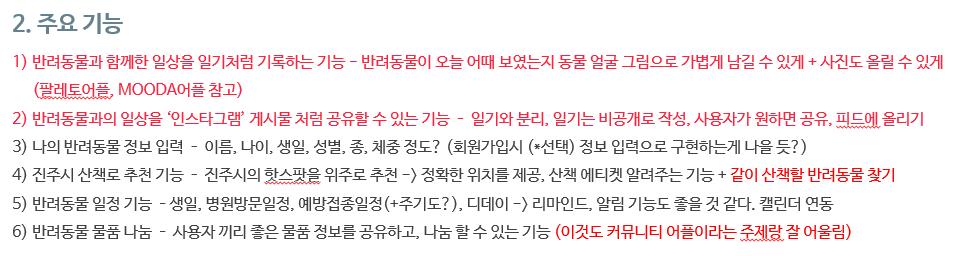 2. 주요 기능
1) 반려동물과 함께한 일상을 일기처럼 기록하는 기능 – 반려동물이 오늘 어때 보였는지 동물 얼굴 그림으로 가볍게 남길 수 있게 + 사진도 올릴 수 있게
(팔레토어플, MOODA어플 참고)
2) 반려동물과의 일상을 ‘인스타그램’ 게시물 처럼 공유할 수 있는 기능 – 일기와 분리, 일기는 비공개로 작성, 사용자가 원하면 공유, 피드에 올리기
3) 나의 반려동물 정보 입력 – 이름, 나이, 생일, 성별, 종, 체중 정도? (회원가입시 (*선택) 정보 입력으로 구현하는게 나을 듯?)
4) 진주시 산책로 추천 기능 – 진주시의 핫스팟을 위주로 추천 -> 정확한 위치를 제공, 산책 에티켓 알려주는 기능 + 같이 산책할 반려동물 찾기
5) 반려동물 일정 기능 –생일, 병원방문일정, 예방접종일정(+주기도?), 디데이 -> 리마인드, 알림 기능도 좋을 것 같다. 캘린더 연동
6) 반려동물 물품 나눔 – 사용자 끼리 좋은 물품 정보를 공유하고, 나눔 할 수 있는 기능 (이것도 커뮤니티 어플이라는 주제랑 잘 어울림)